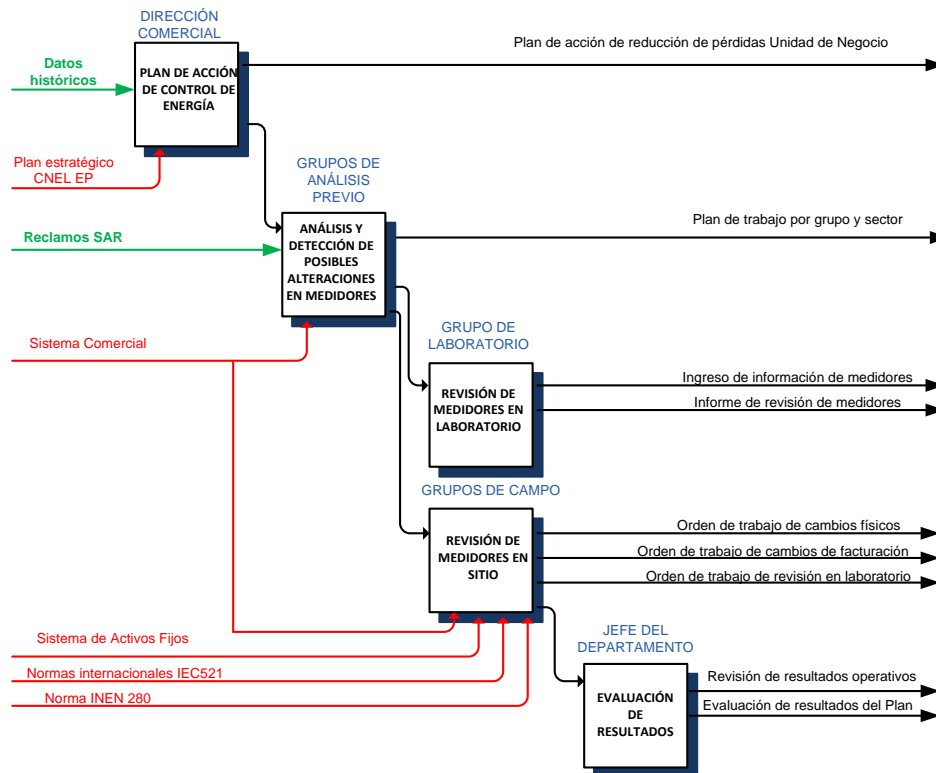 DIRECCIÓN
COMERCIAL
Plan de acción de reducción de pérdidas Unidad de Negocio
Datos
históricos
PLAN DE ACCIÓN
DE CONTROL DE
ENERGÍA
Plan estratégico
CNEL EP
GRUPOS DE
ANÁLISIS
PREVIO
Plan de trabajo por grupo y sector
Reclamos SAR
ANÁLISIS Y
DETECCIÓN DE
POSIBLES
ALTERACIONES
EN MEDIDORES
Sistema Comercial
GRUPO DE
LABORATORIO
Ingreso de información de medidores
Informe de revisión de medidores
REVISIÓN DE
MEDIDORES EN
LABORATORIO
GRUPOS DE CAMPO
Orden de trabajo de cambios físicos
Orden de trabajo de cambios de facturación
Orden de trabajo de revisión en laboratorio
REVISIÓN DE
MEDIDORES EN
SITIO
Sistema de Activos Fijos
Normas internacionales IEC521
Norma INEN 280
JEFE DEL
DEPARTAMENTO
Revisión de resultados operativos
Evaluación de resultados del Plan
EVALUACIÓN
DE
RESULTADOS